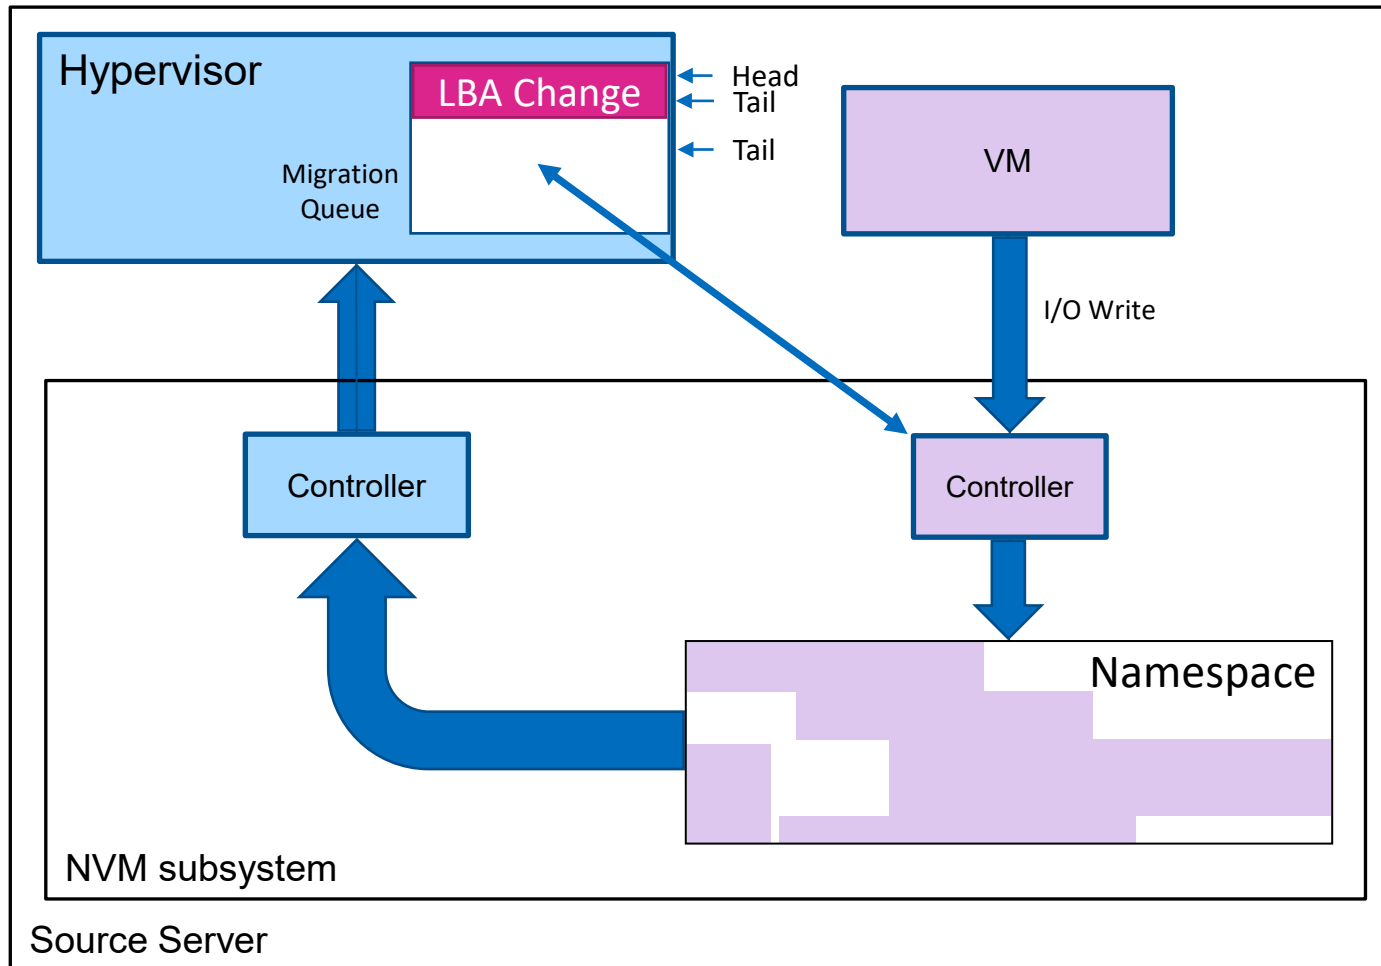 Hypervisor
LBA Change
Head
Tail
Tail
Migration
Queue
VM
I/O Write
Controller
Controller
Namespace
NVM subsystem
Source Server